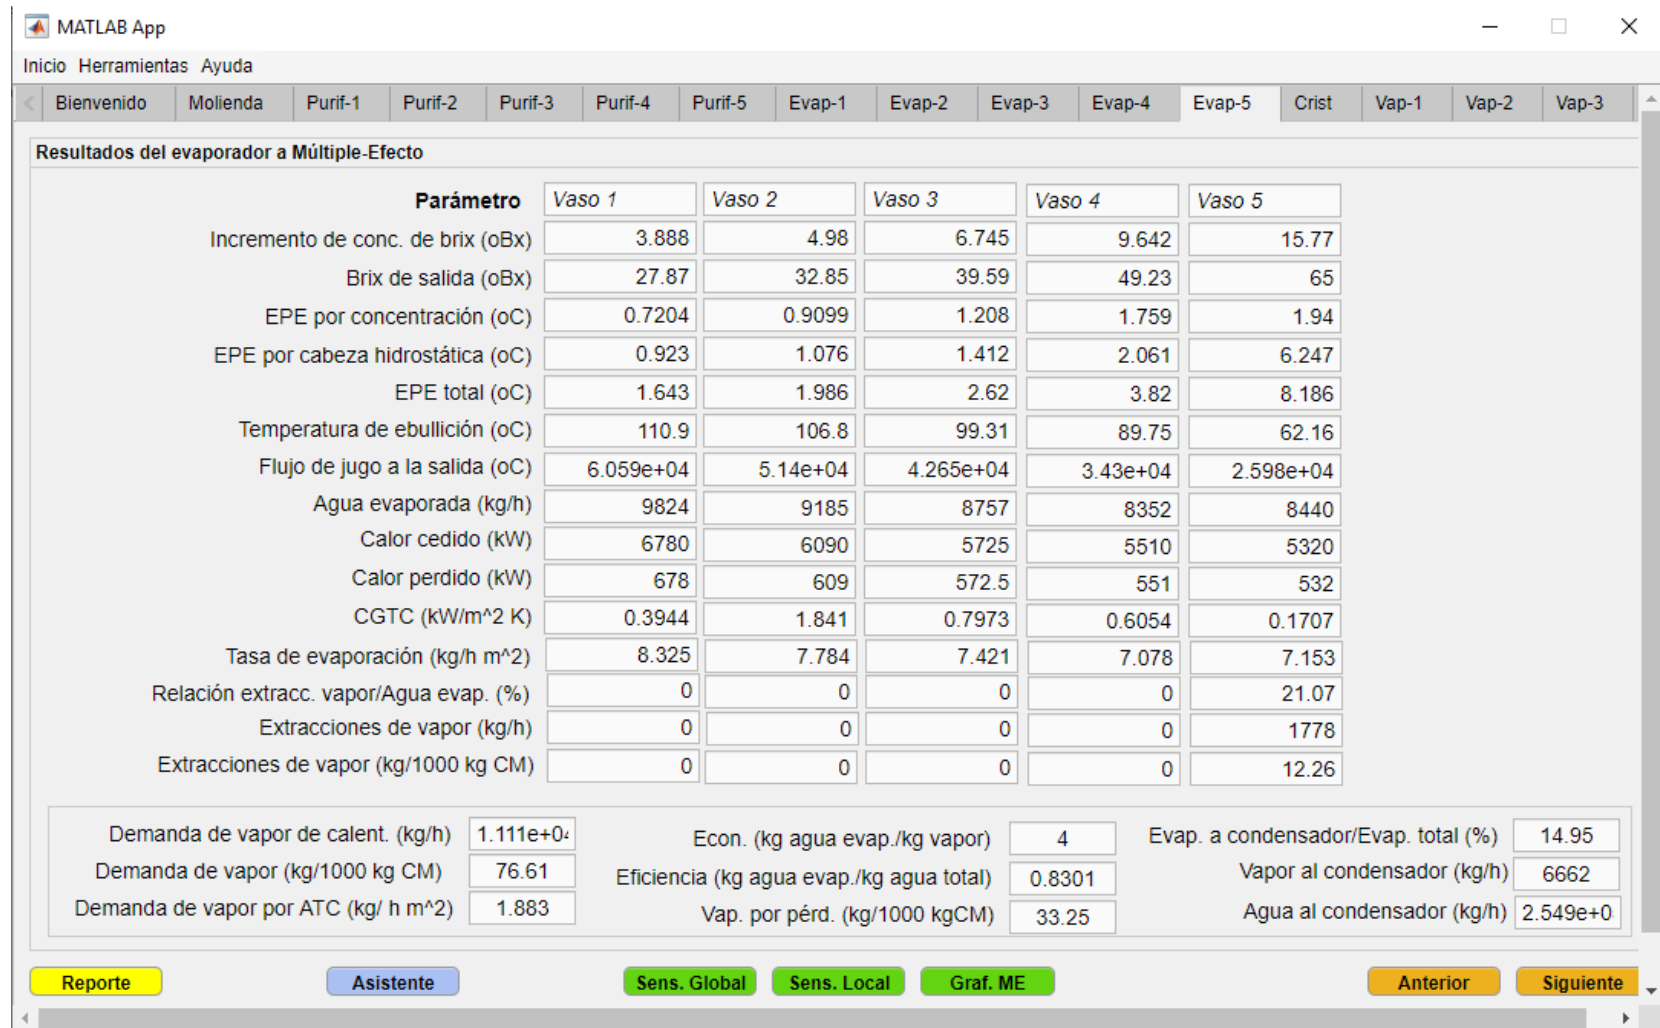 MATLAB App
Inicio Herramientas Ayuda
Bienvenido Molienda Purif-1 Purif-2 Purif-3 Purif-4 Purif-5 Evap-1 Evap-2 Evap-3 Evap-4 Evap-5 Crist Vap-1 Vap-2 Vap-3
Resultados del evaporador a Múltiple-Efecto
Parámetro Vaso 1 Vaso 2 Vaso 3 Vaso 4 Vaso 5
Incremento de conc. de brix (oBx) 3.888 4.98 6.745 9.642 15.77
Brix de salida (oBx) 27.87 32.85 39.59 49.23 65
EPE por concentración (oC) 0.7204 0.9099 1.208 1.759 1.94
EPE por cabeza hidrostática (oC) 0.923 1.076 1.412 2.061 6.247
EPE total (oC) 1.643 1.986 2.62 3.82 8.186
Temperatura de ebullición (oC) 110.9 106.8 99.31 89.75 62.16
Flujo de jugo a la salida (oC) 6.059e+04 5.14e+04 4.265e+04 3.43e+04 2.598e+04
Agua evaporada (kg/h) 9824 9185 8757 8352 8440
Calor cedido (kW) 6780 6090 5725 5510 5320
Calor perdido (kW) 678 609 572.5 551 532
CGTC (kW/m^2 K) 0.3944 1.841 0.7973 0.6054 0.1707
Tasa de evaporación (kg/h m^2) 8.325 7.784 7.421 7.078 7.153
Relación extracc. vapor/Agua evap. (%) 0 0 0 0 21.07
Extracciones de vapor (kg/h) 0 0 0 0 1778
Extracciones de vapor (kg/1000 kg CM) 0 0 0 0 12.26
Demanda de vapor de calent. (kg/h) 1.111e+04 Econ. (kg agua evap./kg vapor) 4 Evap. a condensador/Evap. total (%) 14.95
Demanda de vapor (kg/1000 kg CM) 76.61 Eficiencia (kg agua evap./kg agua total) 0.8301 Vapor al condensador (kg/h) 6662
Demanda de vapor por ATC (kg/ h m^2) 1.883 Vap. por pérd. (kg/1000 kgCM) 33.25 Agua al condensador (kg/h) 2.549e+0
Reporte Asistente Sens. Global Sens. Local Graf. ME Anterior Siguiente